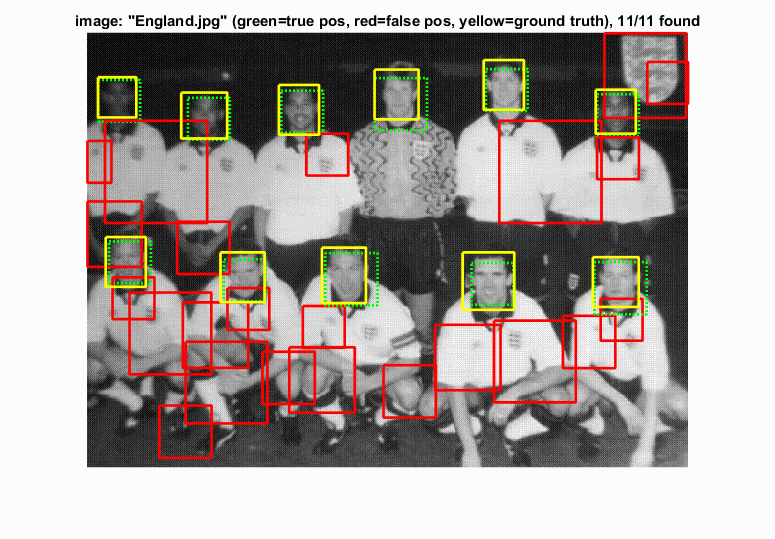 image: "England.jpg" (green=true pos, red=false pos, yellow=ground truth), 11/11 found